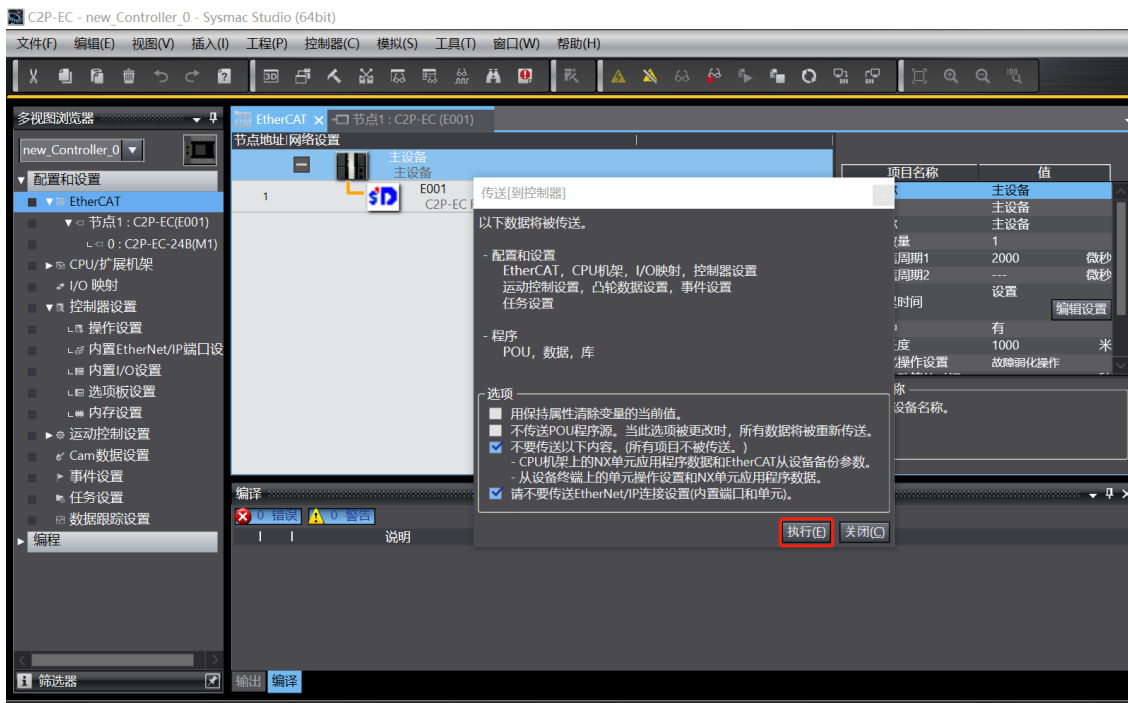 C2P-EC - new_Controller_0 - Sysmac Studio (64bit)
文件(F) 编辑(E) 视图(V) 插入(I) 工程(P) 控制器(C) 模拟(S) 工具(T) 窗口(W) 帮助(H)
多视图浏览器
new_Controller_0
配置和设置
EtherCAT
节点1 : C2P-EC(E001)
0 : C2P-EC-24B(M1)
CPU/扩展机架
I/O 映射
控制器设置
操作设置
内置EtherNet/IP端口设
内置I/O设置
选项板设置
内存设置
运动控制设置
Cam数据设置
事件设置
任务设置
数据跟踪设置
编程
筛选器
EtherCAT
节点1 : C2P-EC (E001)
节点地址 网络设置
主设备
主设备
1
E001
C2P-EC
传送[到控制器]
以下数据将被传送。
- 配置和设置
EtherCAT，CPU机架，I/O映射，控制器设置
运动控制设置，凸轮数据设置，事件设置
任务设置
- 程序
POU，数据，库
选项
用保持属性清除变量的当前值。
不传送POU程序源。当此选项被更改时，所有数据将被重新传送。
不要传送以下内容。(所有项目不被传送。)
- CPU机架上的NX单元应用程序数据和EtherCAT从设备备份参数。
- 从设备终端上的单元操作设置和NX单元应用程序数据。
请不要传送EtherNet/IP连接设置(内置端口和单元)。
执行(E) 关闭(C)
项目名称 值
主设备
主设备
主设备
数量 1
周期1 2000 微秒
周期2 --- 微秒
时间 设置
编辑设置
有
长度 1000 米
操作设置 故障弱化操作
设备名称。
编译
0 错误 0 警告
说明
输出 编译